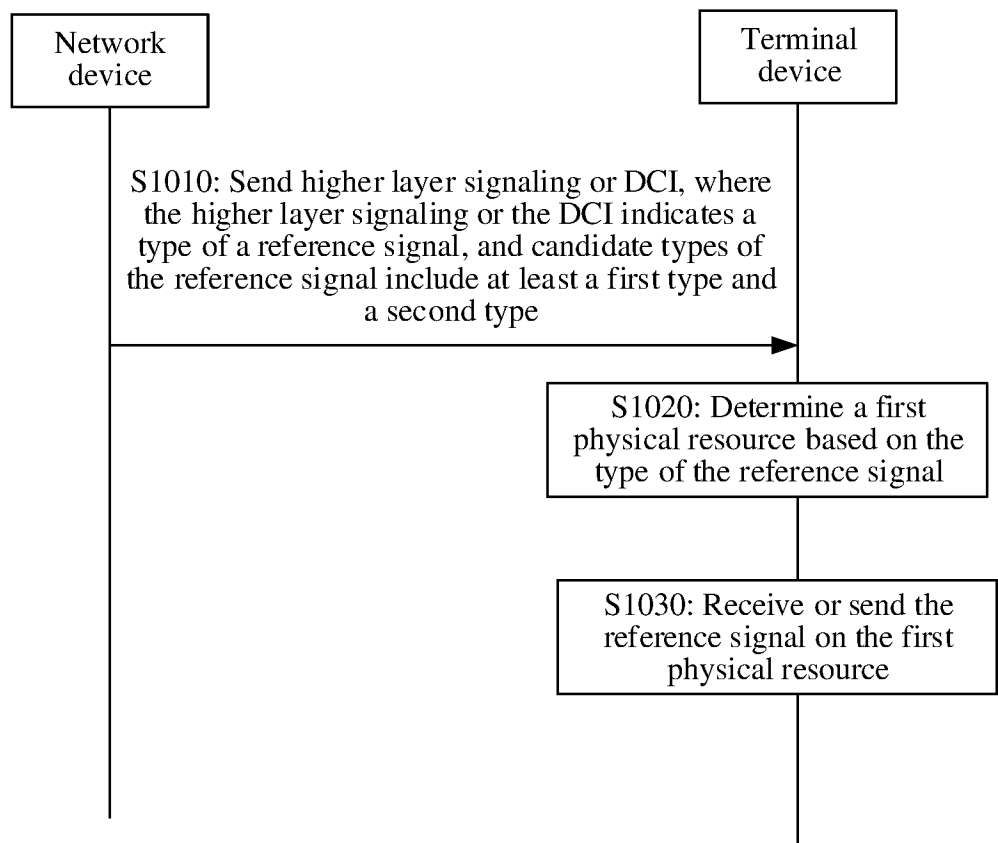 Network
device
Terminal
device
S1010: Send higher layer signaling or DCI, where
the higher layer signaling or the DCI indicates a
type of a reference signal, and candidate types of
the reference signal include at least a first type and
a second type
S1020: Determine a first
physical resource based on the
type of the reference signal
S1030: Receive or send the
reference signal on the first
physical resource